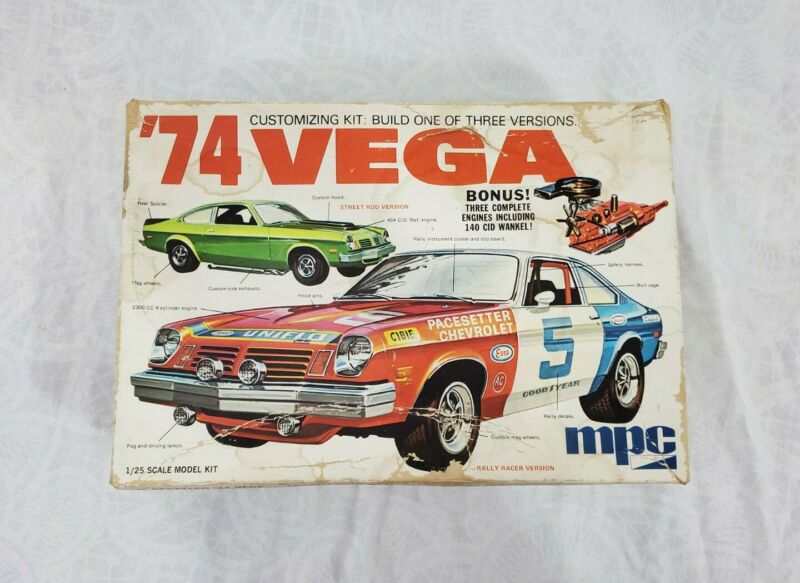 CUSTOMIZING KIT: BUILD ONE OF THREE VERSIONS.
'74 VEGA
BONUS!
THREE COMPLETE
ENGINES INCLUDING
140 CID WANKEL!
Rear Spoiler.
Custom hood.
STREET ROD VERSION
454 CID "Rat" engine.
Rally instrument cluster and clip board.
Safety harness.
Roll cage.
Mag wheels.
Custom side exhausts.
Hood pins.
2300 CC 4-cylinder engine.
UNIFLO
CIBIE
PACESETTER
CHEVROLET
Esso
AC
5
GOODYEAR
Rally decals.
Custom mag wheels.
Fog and driving lamps.
mpc
1/25 SCALE MODEL KIT
RALLY RACER VERSION